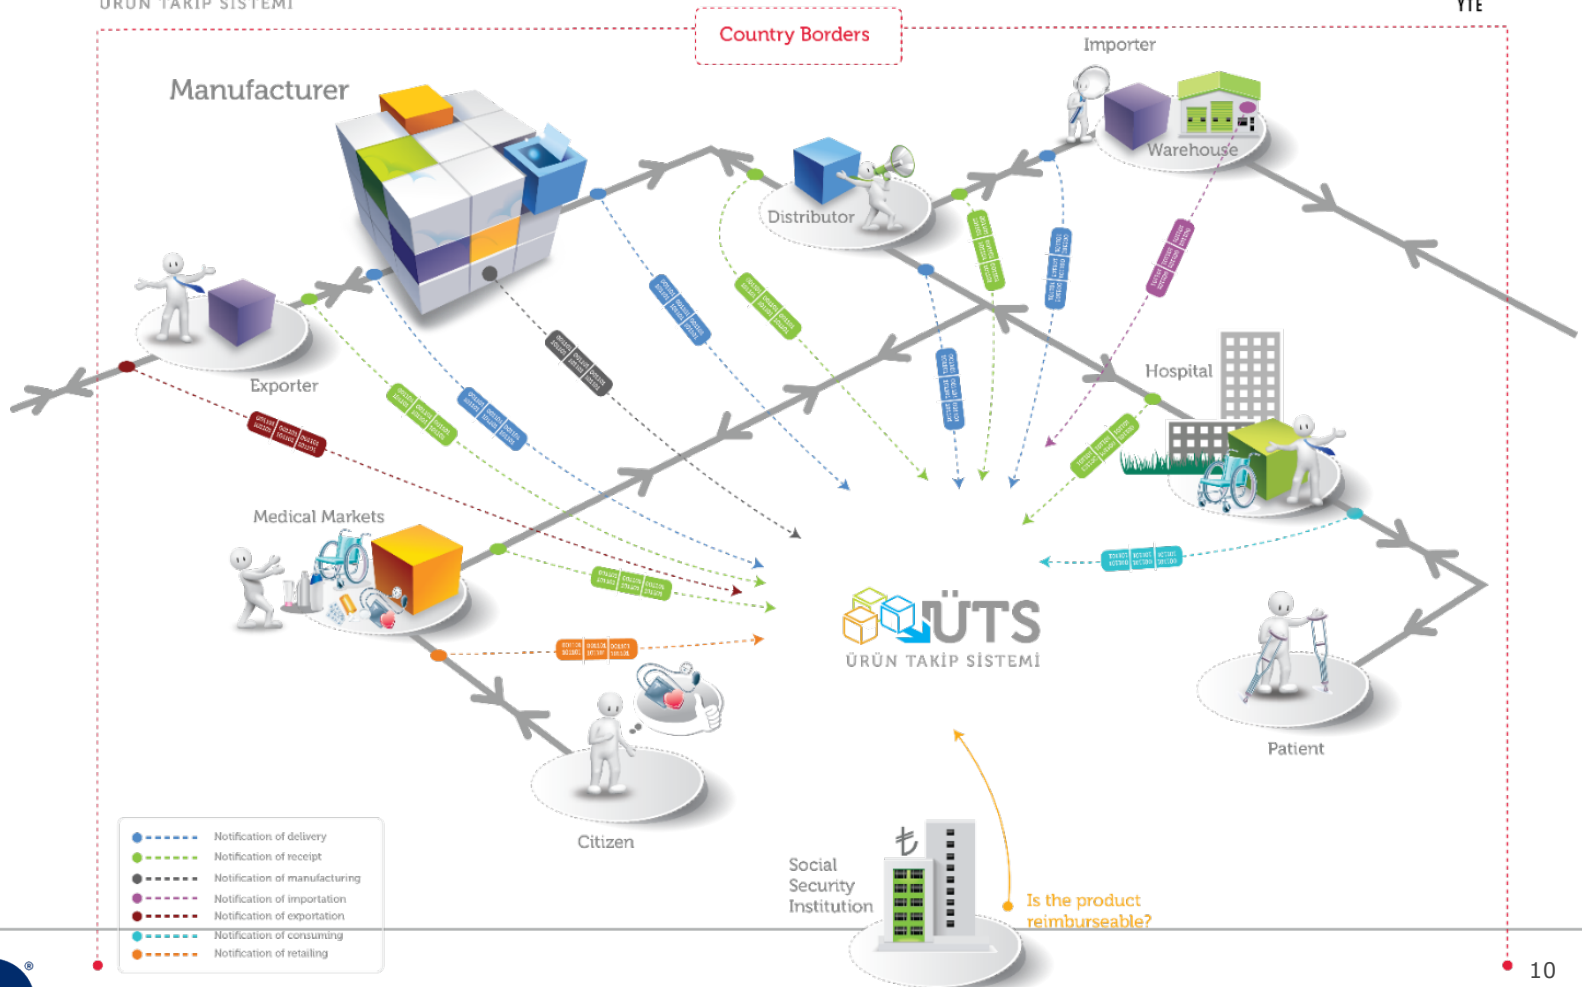 ÜRÜN TAKİP SİSTEMİ
YTE
Country Borders
Importer
Manufacturer
Warehouse
Distributor
Exporter
Hospital
Medical Markets
ÜTS
ÜRÜN TAKİP SİSTEMİ
Patient
Citizen
Notification of delivery
Notification of receipt
Notification of manufacturing
Notification of importation
Notification of exportation
Notification of consuming
Notification of retailing
Social
Security
Institution
₺
Is the product
reimburseable?
®
10